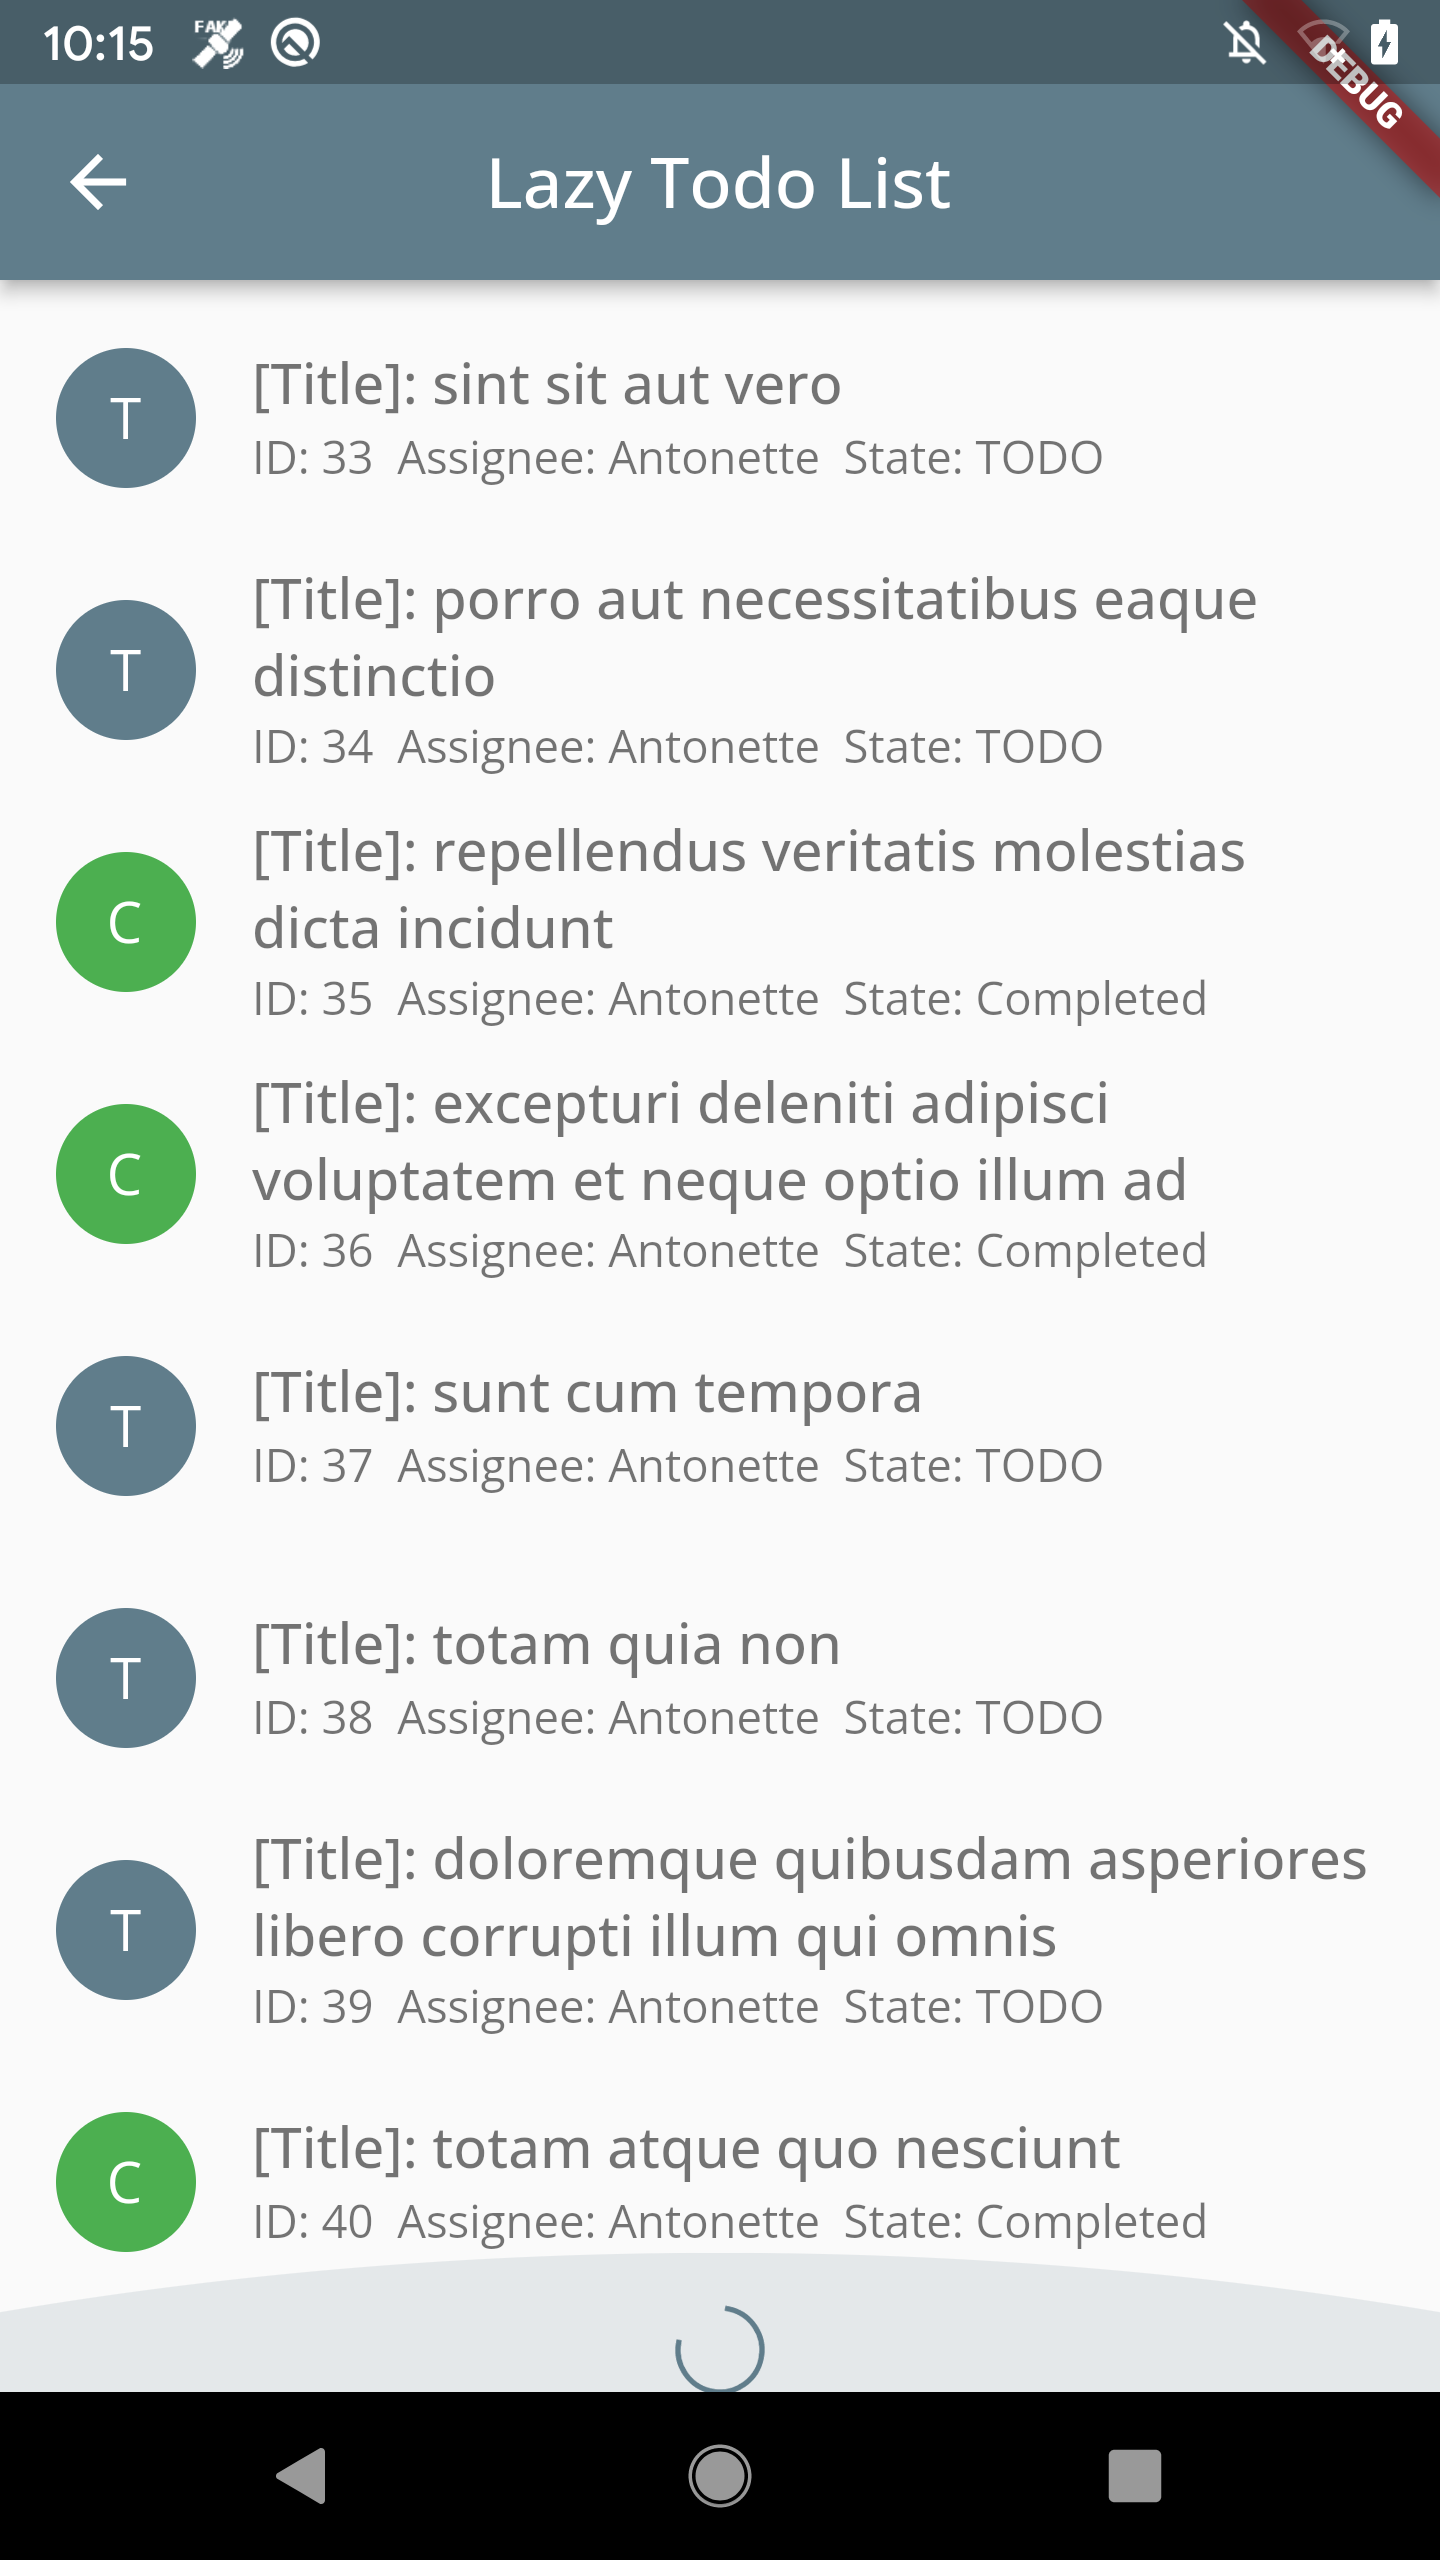 10:15 FAKE
DEBUG
Lazy Todo List
T
[Title]: sint sit aut vero
ID: 33  Assignee: Antonette  State: TODO
T
[Title]: porro aut necessitatibus eaque
distinctio
ID: 34  Assignee: Antonette  State: TODO
C
[Title]: repellendus veritatis molestias
dicta incidunt
ID: 35  Assignee: Antonette  State: Completed
C
[Title]: excepturi deleniti adipisci
voluptatem et neque optio illum ad
ID: 36  Assignee: Antonette  State: Completed
T
[Title]: sunt cum tempora
ID: 37  Assignee: Antonette  State: TODO
T
[Title]: totam quia non
ID: 38  Assignee: Antonette  State: TODO
T
[Title]: doloremque quibusdam asperiores
libero corrupti illum qui omnis
ID: 39  Assignee: Antonette  State: TODO
C
[Title]: totam atque quo nesciunt
ID: 40  Assignee: Antonette  State: Completed